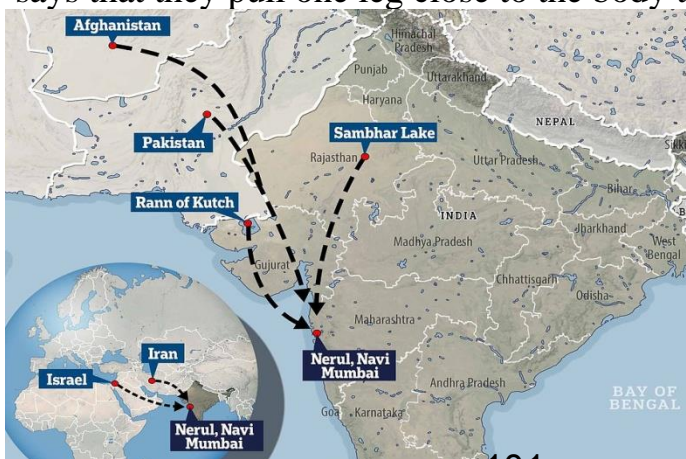 says that they pull one leg close to the body t
Afghanistan
Himachal
Pradesh
Punjab
Uttarakhand
Haryana
NEPAL
Pakistan
Sambhar Lake
Rajasthan
Uttar Pradesh
Bihar
Rann of Kutch
INDIA
Jharkhand
West
Bengal
Gujurat
Madhya Pradesh
Chhattisgarh
Odisha
Maharashtra
Iran
Israel
Nerul, Navi
Mumbai
Nerul, Navi
Mumbai
Andhra Pradesh
BAY OF
BENGAL
Goa
Karnataka